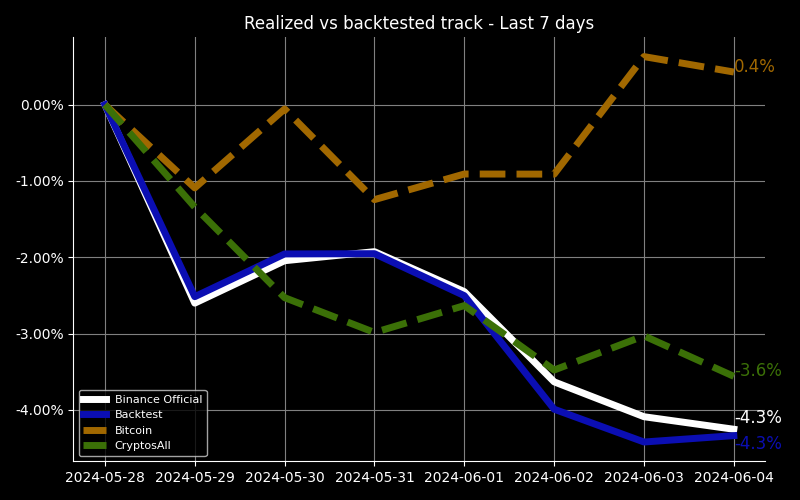 Realized vs backtested track - Last 7 days
0.00%
-1.00%
-2.00%
-3.00%
-4.00%
0.4%
-3.6%
-4.3%
-4.3%
Binance Official
Backtest
Bitcoin
CryptosAll
2024-05-28 2024-05-29 2024-05-30 2024-05-31 2024-06-01 2024-06-02 2024-06-03 2024-06-04